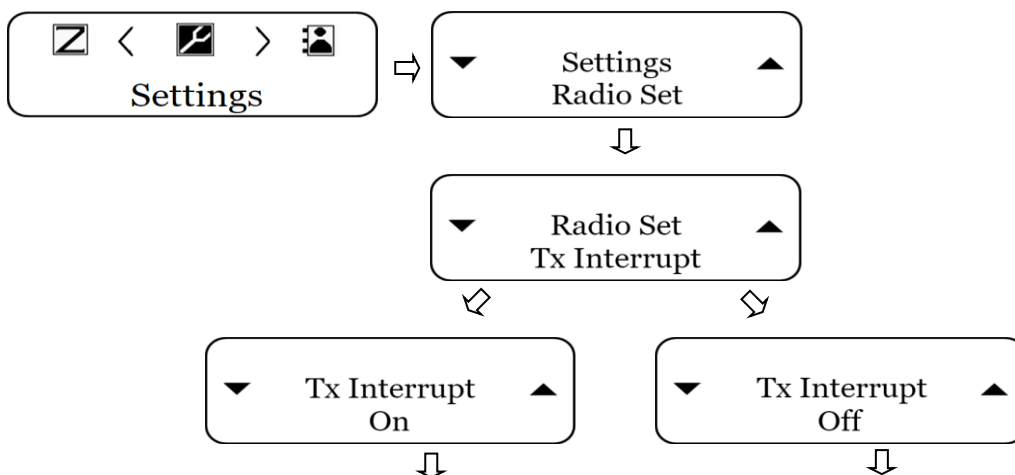 Settings
Settings
Radio Set
Radio Set
Tx Interrupt
Tx Interrupt
On
Tx Interrupt
Off